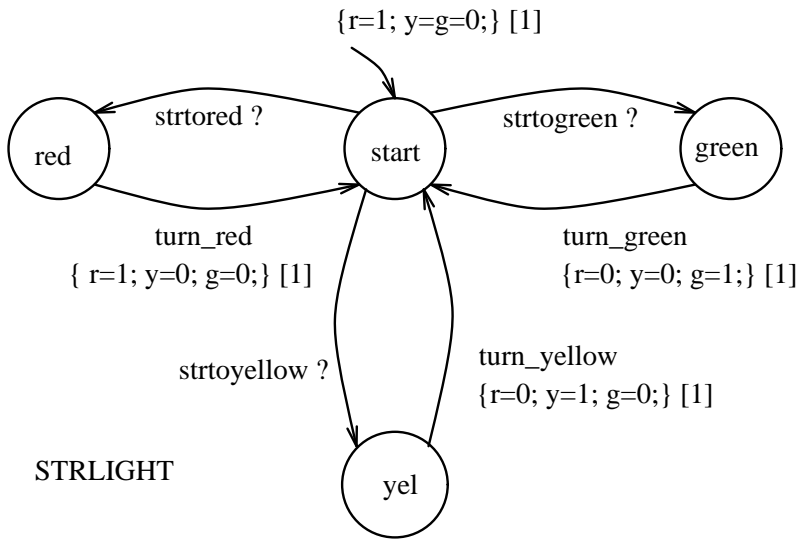 {r=1; y=g=0;} [1]
strtored ?
strtogreen ?
red
start
green
turn_red
{ r=1; y=0; g=0;} [1]
turn_green
{r=0; y=0; g=1;} [1]
strtoyellow ?
turn_yellow
{r=0; y=1; g=0;} [1]
STRLIGHT
yel